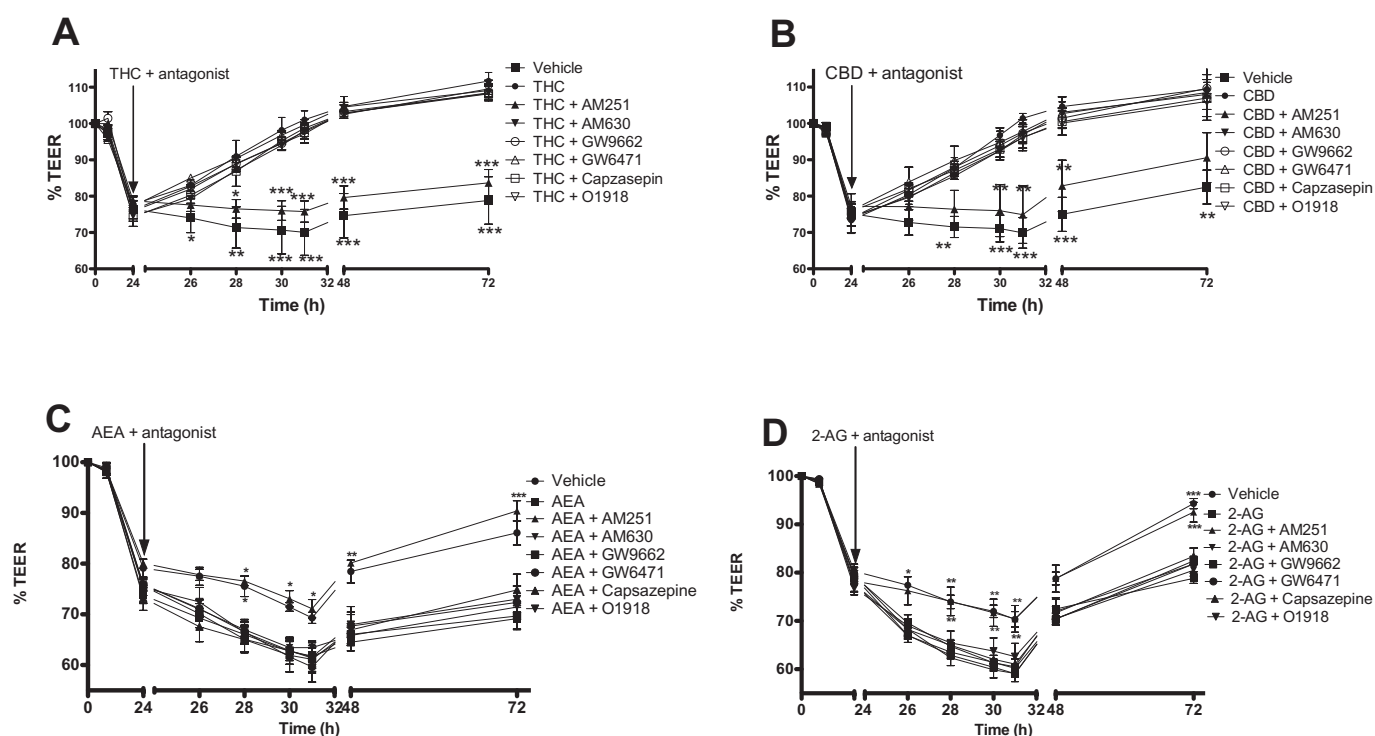 A
THC + antagonist
% TEER
110
100
90
80
70
60
*
**
*
***
***
***
***
***
***
***
***
0
24
26
28
30
32
48
72
Time (h)
Vehicle
THC
THC + AM251
THC + AM630
THC + GW9662
THC + GW6471
THC + Capzasepin
THC + O1918
B
CBD + antagonist
% TEER
110
100
90
80
70
60
**
**
**
**
***
***
***
**
0
24
26
28
30
32
48
72
Time (h)
Vehicle
CBD
CBD + AM251
CBD + AM630
CBD + GW9662
CBD + GW6471
CBD + Capzasepin
CBD + O1918
C
AEA + antagonist
% TEER
100
90
80
70
60
*
*
*
*
**
***
0
24
26
28
30
32
48
72
Time (h)
Vehicle
AEA
AEA + AM251
AEA + AM630
AEA + GW9662
AEA + GW6471
AEA + Capsazepine
AEA + O1918
D
2-AG + antagonist
% TEER
100
90
80
70
60
*
**
**
**
**
**
**
***
***
0
24
26
28
30
32
48
72
Time (h)
Vehicle
2-AG
2-AG + AM251
2-AG + AM630
2-AG + GW9662
2-AG + GW6471
2-AG + Capsazepine
2-AG + O1918